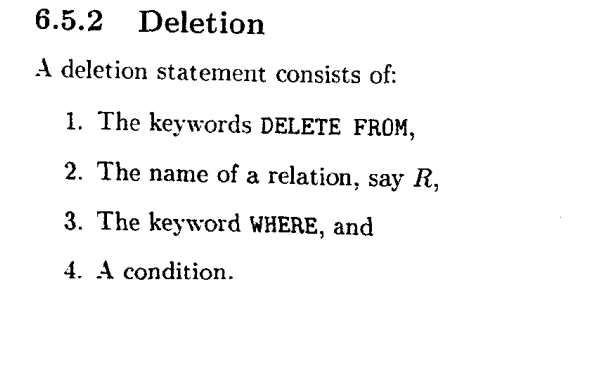 6.5.2 Deletion
A deletion statement consists of:
1. The keywords DELETE FROM,
2. The name of a relation, say R,
3. The keyword WHERE, and
4. A condition.